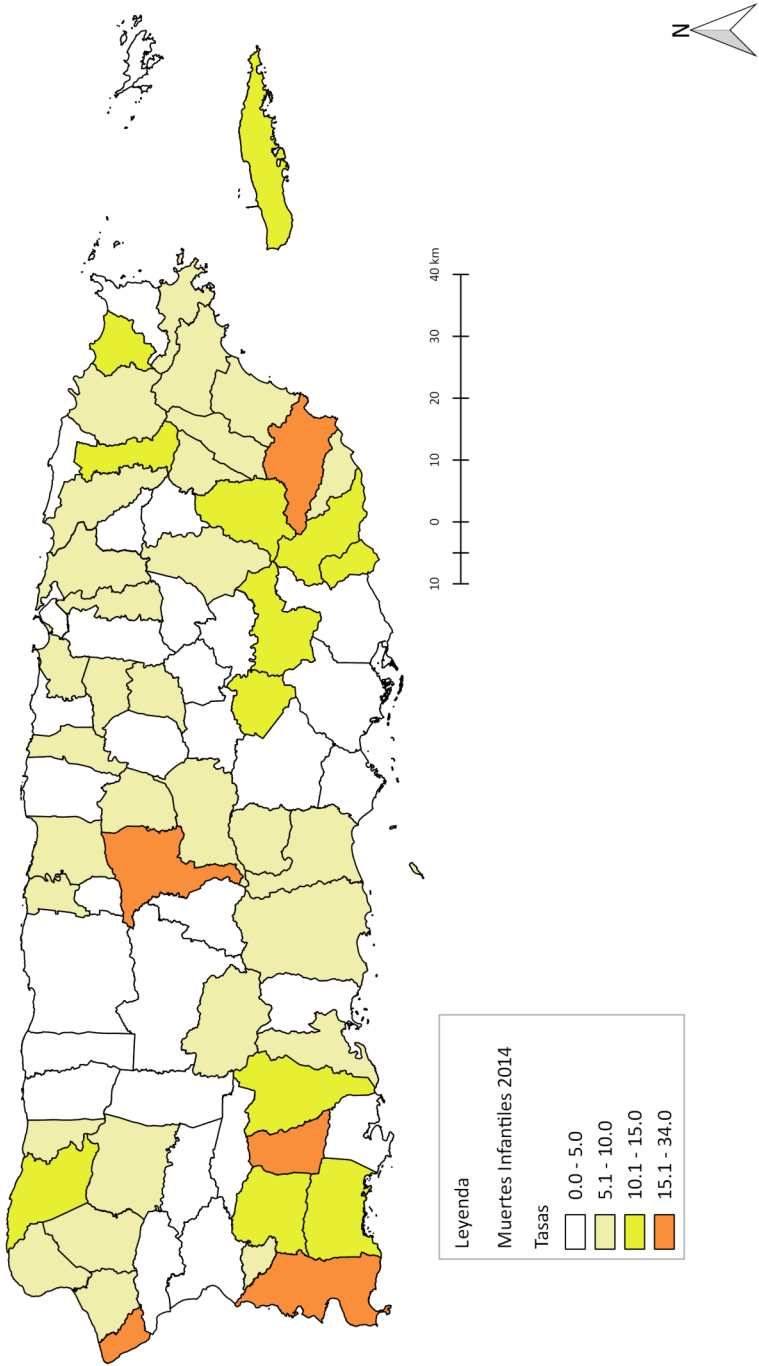 N
10 0 10 20 30 40 km
Leyenda
Muertes Infantiles 2014
Tasas
0.0 - 5.0
5.1 - 10.0
10.1 - 15.0
15.1 - 34.0